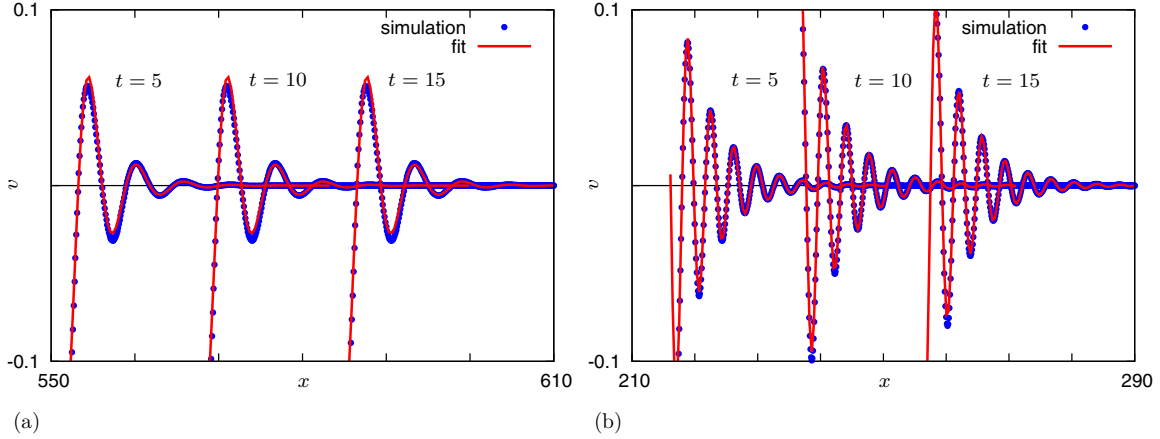 0.1
simulation
fit
t = 5
t = 10
t = 15
v
-0.1
550
x
610
(a)
0.1
simulation
fit
t = 5
t = 10
t = 15
v
-0.1
210
x
290
(b)